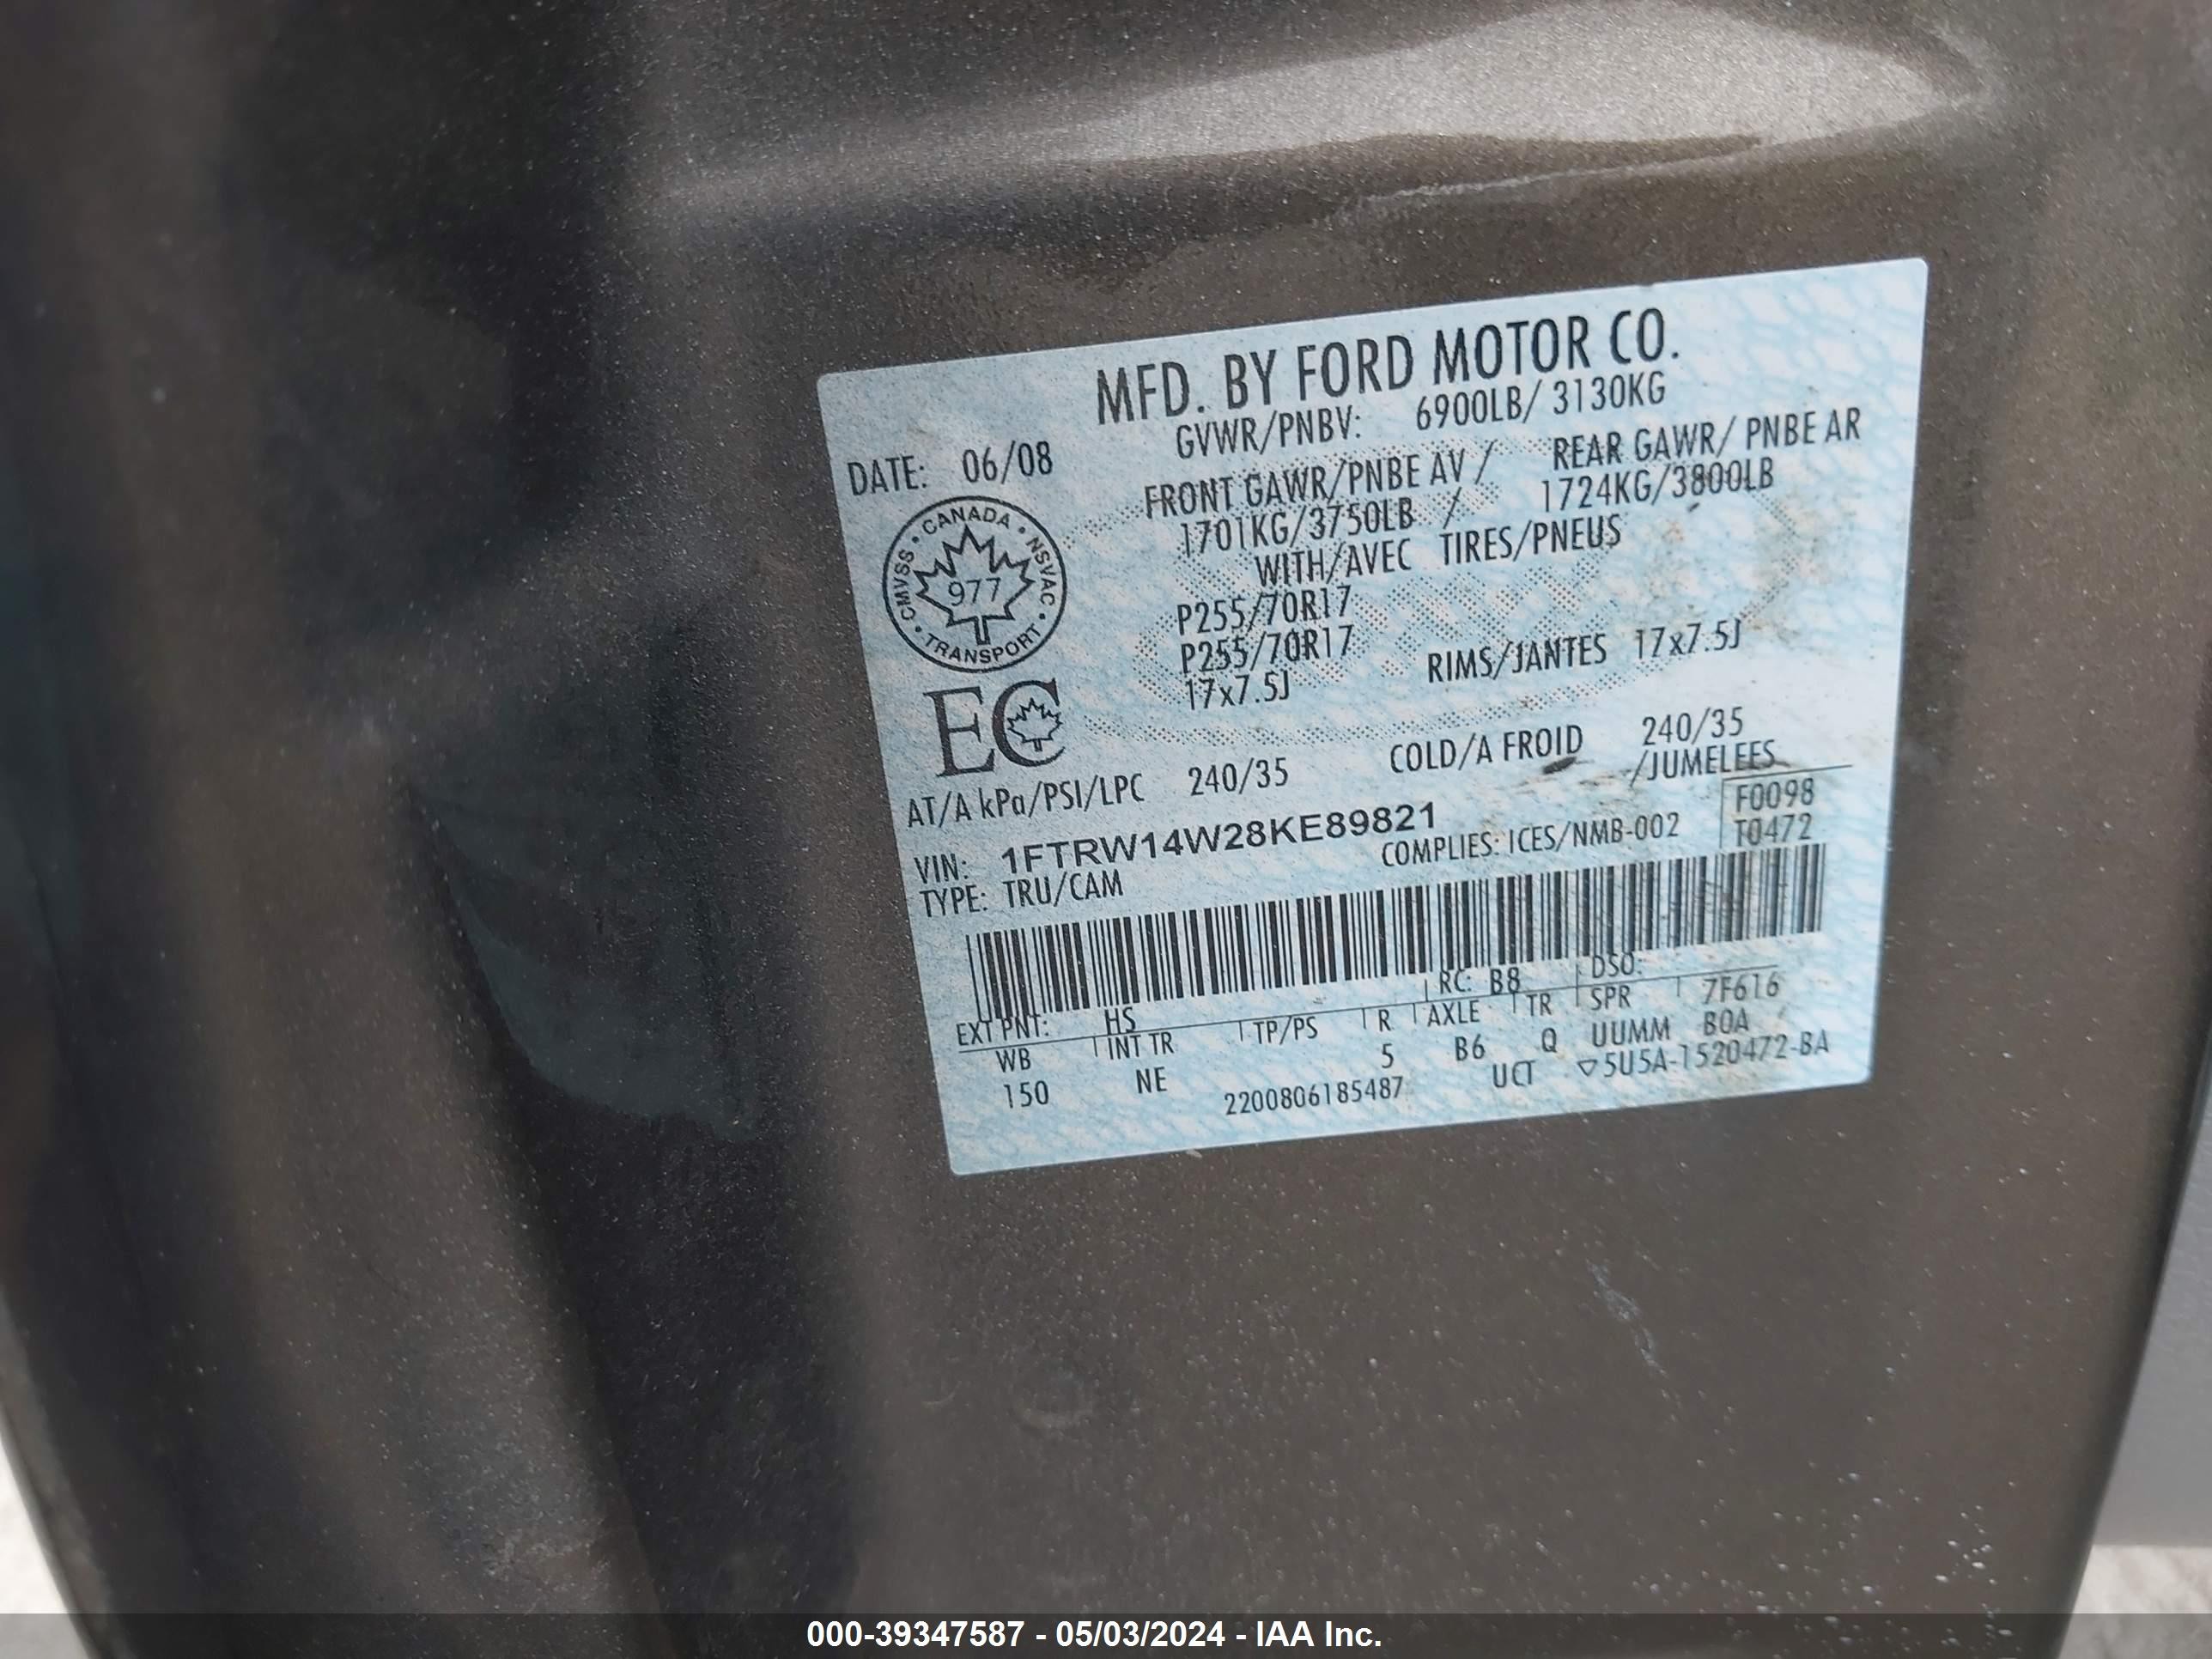 MFD. BY FORD MOTOR CO.
DATE: 06/08
GVWR/PNBV: 6900LB/ 3130KG
FRONT GAWR/PNBE AV / REAR GAWR/ PNBE AR
1701KG/3750LB / 1724KG/3800LB
WITH/AVEC TIRES/PNEUS
P255/70R17
P255/70R17
17x7.5J RIMS/JANTES 17x7.5J
CANADA • NSVAC • TRANSPORT • CMVSS •
977
EC
AT/A kPa/PSI/LPC 240/35 COLD/A FROID 240/35
/JUMELEES
VIN: 1FTRW14W28KE89821
F0098
TYPE: TRU/CAM COMPLIES: ICES/NMB-002 T0472
EXT PNT: HS RC: B8 DSO:
WB INT TR TP/PS R AXLE TR SPR 7F616
150 NE 5 B6 Q UUMM BOA
2200806185487 UCT ▽5U5A-1520472-BA
000-39347587 - 05/03/2024 - IAA Inc.